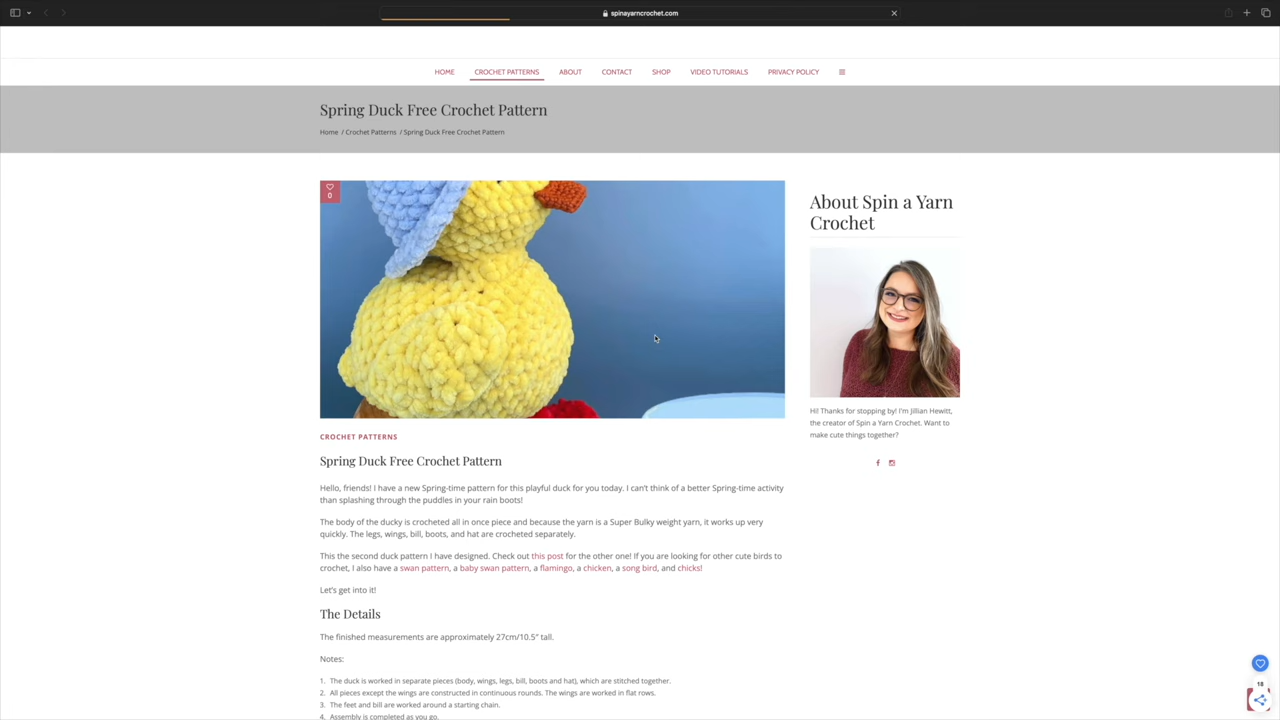 spinayarncrochet.com
HOME CROCHET PATTERNS ABOUT CONTACT SHOP VIDEO TUTORIALS PRIVACY POLICY
Spring Duck Free Crochet Pattern
Home / Crochet Patterns / Spring Duck Free Crochet Pattern
0
CROCHET PATTERNS
Spring Duck Free Crochet Pattern
Hello, friends! I have a new Spring-time pattern for this playful duck for you today. I can't think of a better Spring-time activity
than splashing through the puddles in your rain boots!
The body of the ducky is crocheted all in once piece and because the yarn is a Super Bulky weight yarn, it works up very
quickly. The legs, wings, bill, boots, and hat are crocheted separately.
This the second duck pattern I have designed. Check out this post for the other one! If you are looking for other cute birds to
crochet, I also have a swan pattern, a baby swan pattern, a flamingo, a chicken, a song bird, and chicks!
Let's get into it!
The Details
The finished measurements are approximately 27cm/10.5" tall.
Notes:
1. The duck is worked in separate pieces (body, wings, legs, bill, boots and hat), which are stitched together.
2. All pieces except the wings are constructed in continuous rounds. The wings are worked in flat rows.
3. The feet and bill are worked around a starting chain.
4. Assembly is completed as you go.
About Spin a Yarn
Crochet
Hi! Thanks for stopping by! I'm Jillian Hewitt,
the creator of Spin a Yarn Crochet. Want to
make cute things together?
18